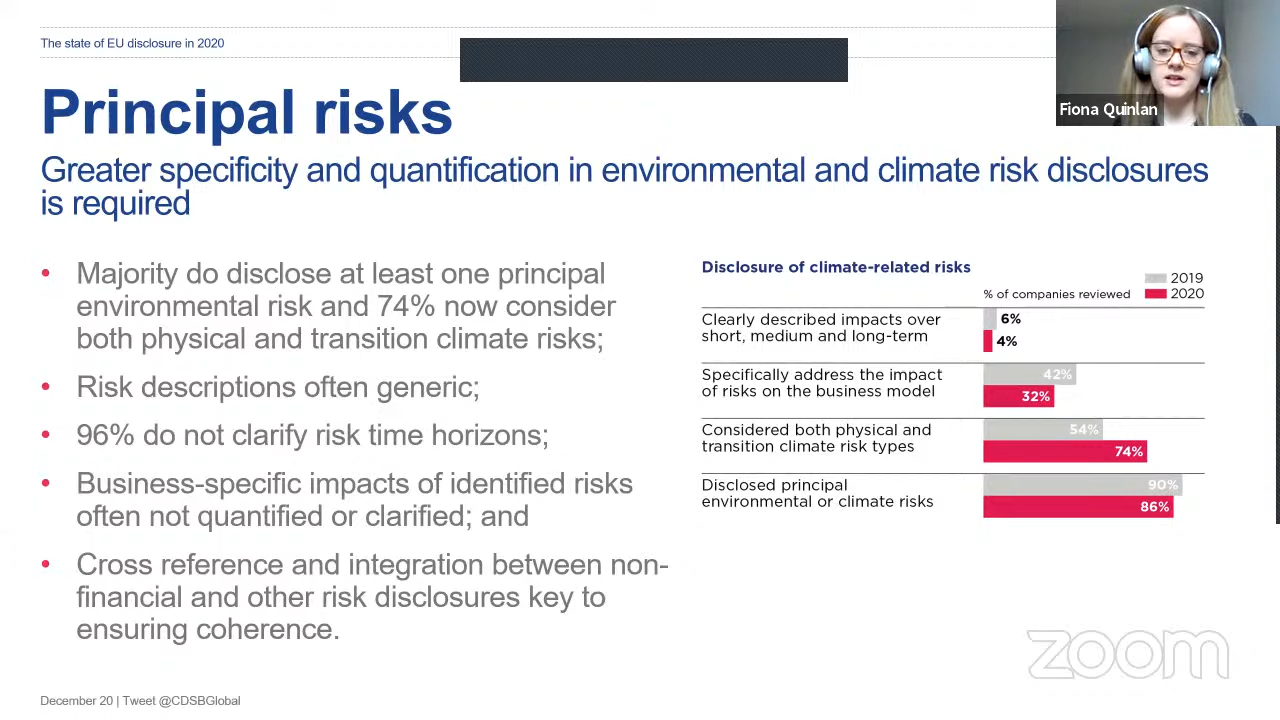 The state of EU disclosure in 2020
Fiona Quinlan
Principal risks
Greater specificity and quantification in environmental and climate risk disclosures
is required
• Majority do disclose at least one principal
environmental risk and 74% now consider
both physical and transition climate risks;
• Risk descriptions often generic;
• 96% do not clarify risk time horizons;
• Business-specific impacts of identified risks
often not quantified or clarified; and
• Cross reference and integration between non-
financial and other risk disclosures key to
ensuring coherence.
Disclosure of climate-related risks
2019
% of companies reviewed 2020
Clearly described impacts over 6%
short, medium and long-term 4%
Specifically address the impact 42%
of risks on the business model 32%
Considered both physical and 54%
transition climate risk types 74%
Disclosed principal 90%
environmental or climate risks 86%
zoom
December 20 | Tweet @CDSBGlobal